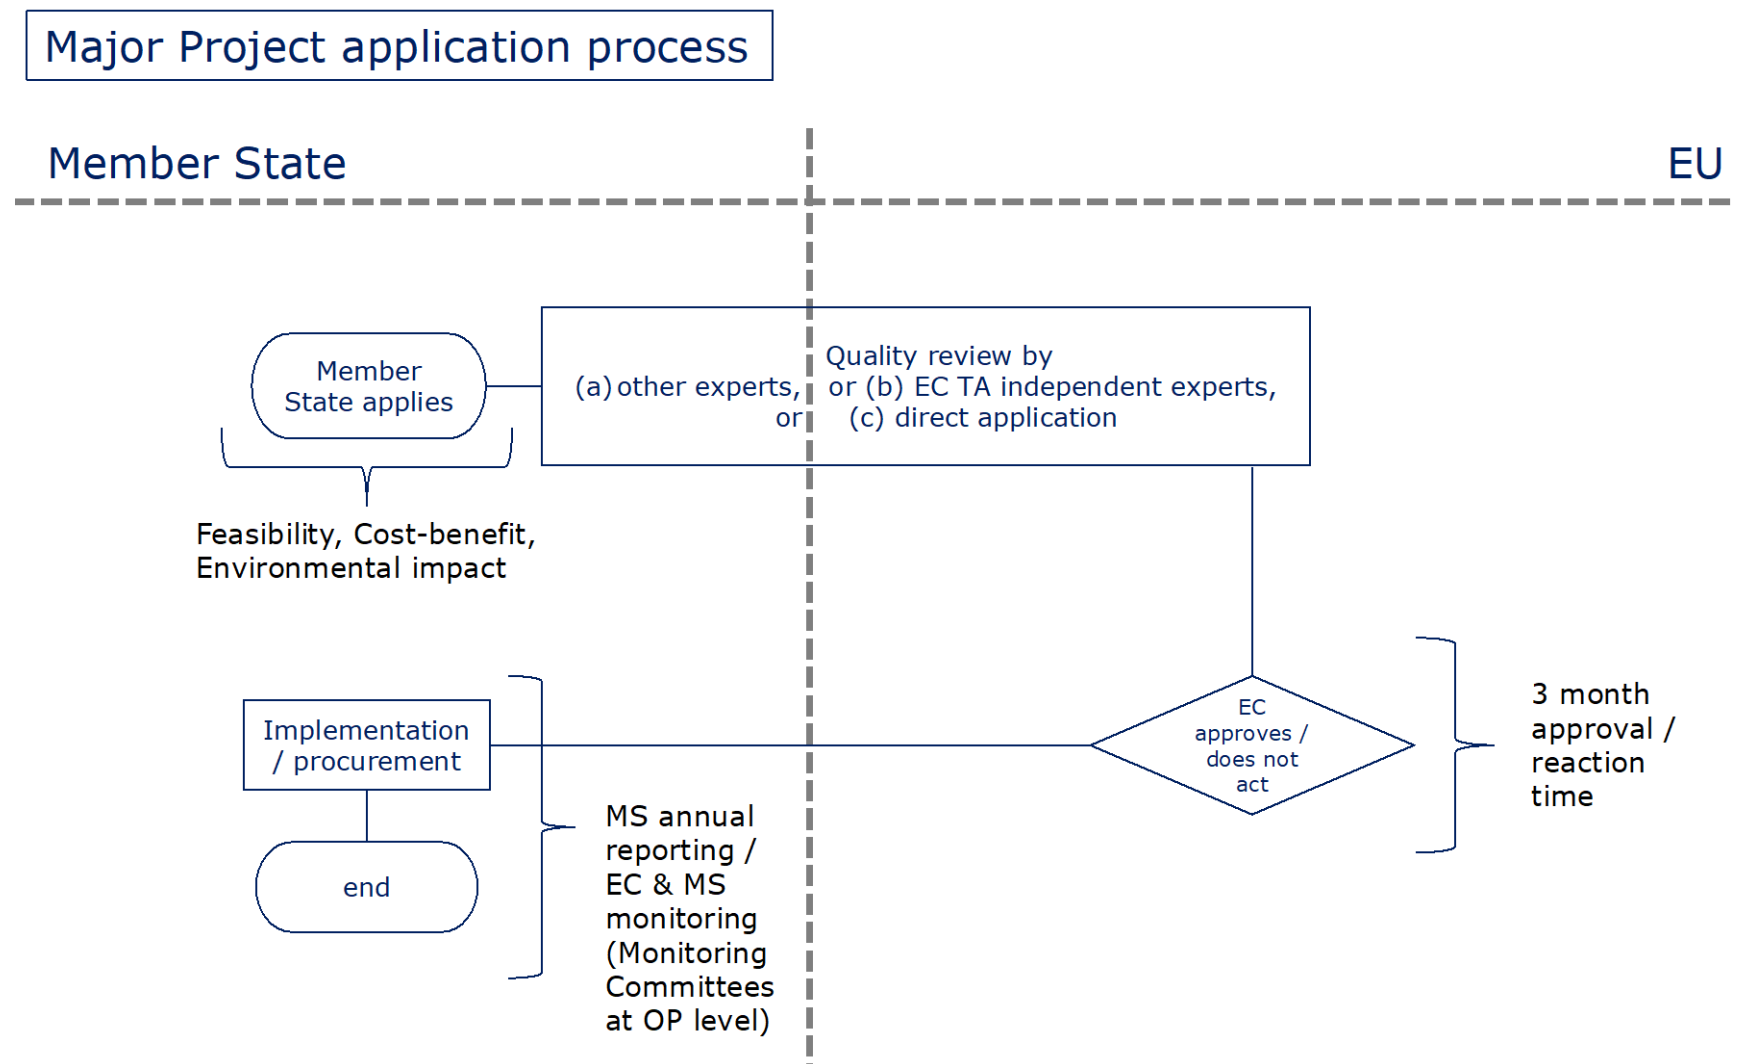 Major Project application process
Member State
EU
Member
State applies
Quality review by
(a) other experts, or (b) EC TA independent experts,
or (c) direct application
Feasibility, Cost-benefit,
Environmental impact
EC
approves /
does not
act
3 month
approval /
reaction
time
Implementation
/ procurement
end
MS annual
reporting /
EC & MS
monitoring
(Monitoring
Committees
at OP level)